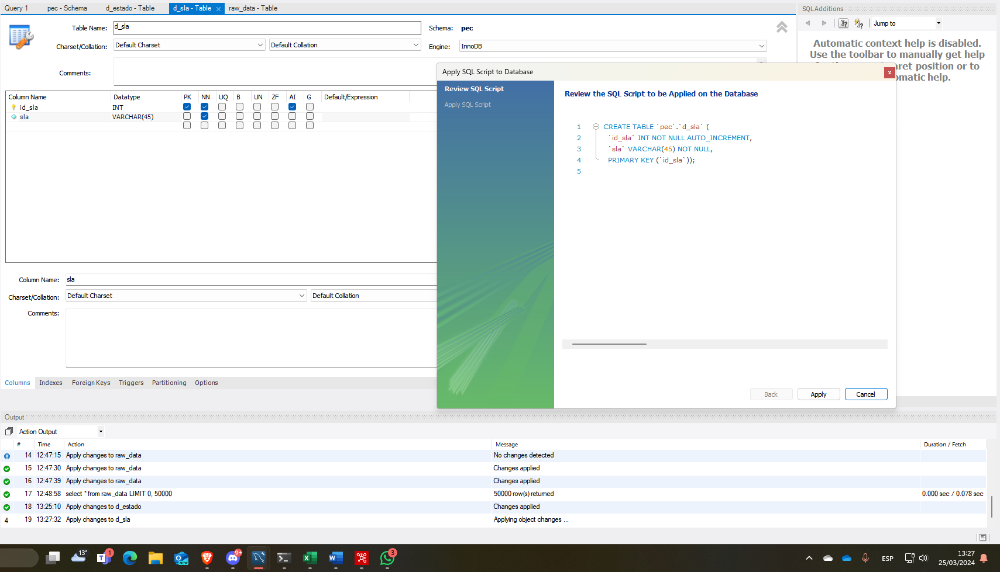 Query 1
pec - Schema
d_estado - Table
d_sla - Table
raw_data - Table
SQLAdditions
Table Name:
d_sla
Schema:
pec
Jump to
Charset/Collation:
Default Charset
Default Collation
Engine:
InnoDB
Automatic context help is disabled.
Use the toolbar to manually get help
aret position or to
omatic help.
Comments:
Column Name
Datatype
PK
NN
UQ
B
UN
ZF
AI
G
Default/Expression
id_sla
INT
sla
VARCHAR(45)
Apply SQL Script to Database
x
Review SQL Script
Apply SQL Script
Review the SQL Script to be Applied on the Database
1 CREATE TABLE `pec`.`d_sla` (
2 `id_sla` INT NOT NULL AUTO_INCREMENT,
3 `sla` VARCHAR(45) NOT NULL,
4 PRIMARY KEY (`id_sla`));
5
Back
Apply
Cancel
Column Name:
sla
Charset/Collation:
Default Charset
Default Collation
Comments:
Columns
Indexes
Foreign Keys
Triggers
Partitioning
Options
Output
Action Output
# Time Action Message Duration / Fetch
14 12:47:15 Apply changes to raw_data No changes detected
15 12:47:30 Apply changes to raw_data Changes applied
16 12:47:39 Apply changes to raw_data Changes applied
17 12:48:58 select * from raw_data LIMIT 0, 50000 50000 row(s) returned 0.000 sec / 0.078 sec
18 13:25:10 Apply changes to d_estado Changes applied
4 19 13:27:32 Apply changes to d_sla Applying object changes ...
13°
1
NEW
9+
3
ESP
13:27
25/03/2024